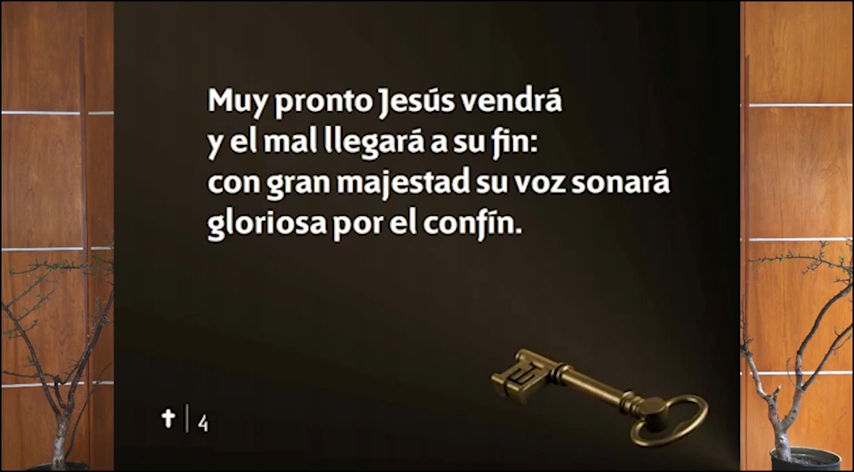 Muy pronto Jesús vendrá
y el mal llegará a su fin:
con gran majestad su voz sonará
gloriosa por el confín.
✝ | 4